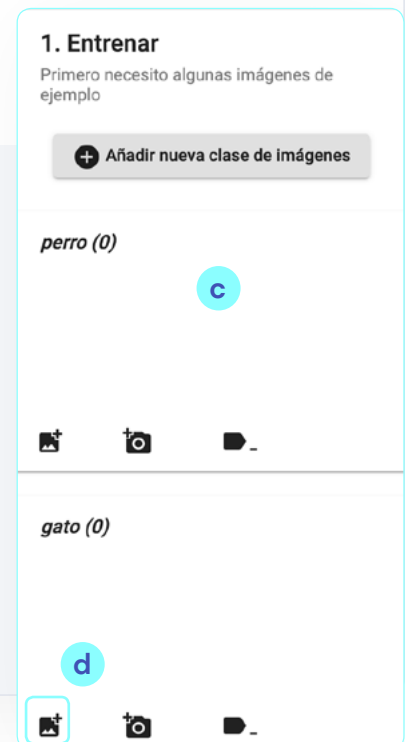 1. Entrenar
Primero necesito algunas imágenes de
ejemplo
Añadir nueva clase de imágenes
perro (0)
c
gato (0)
d